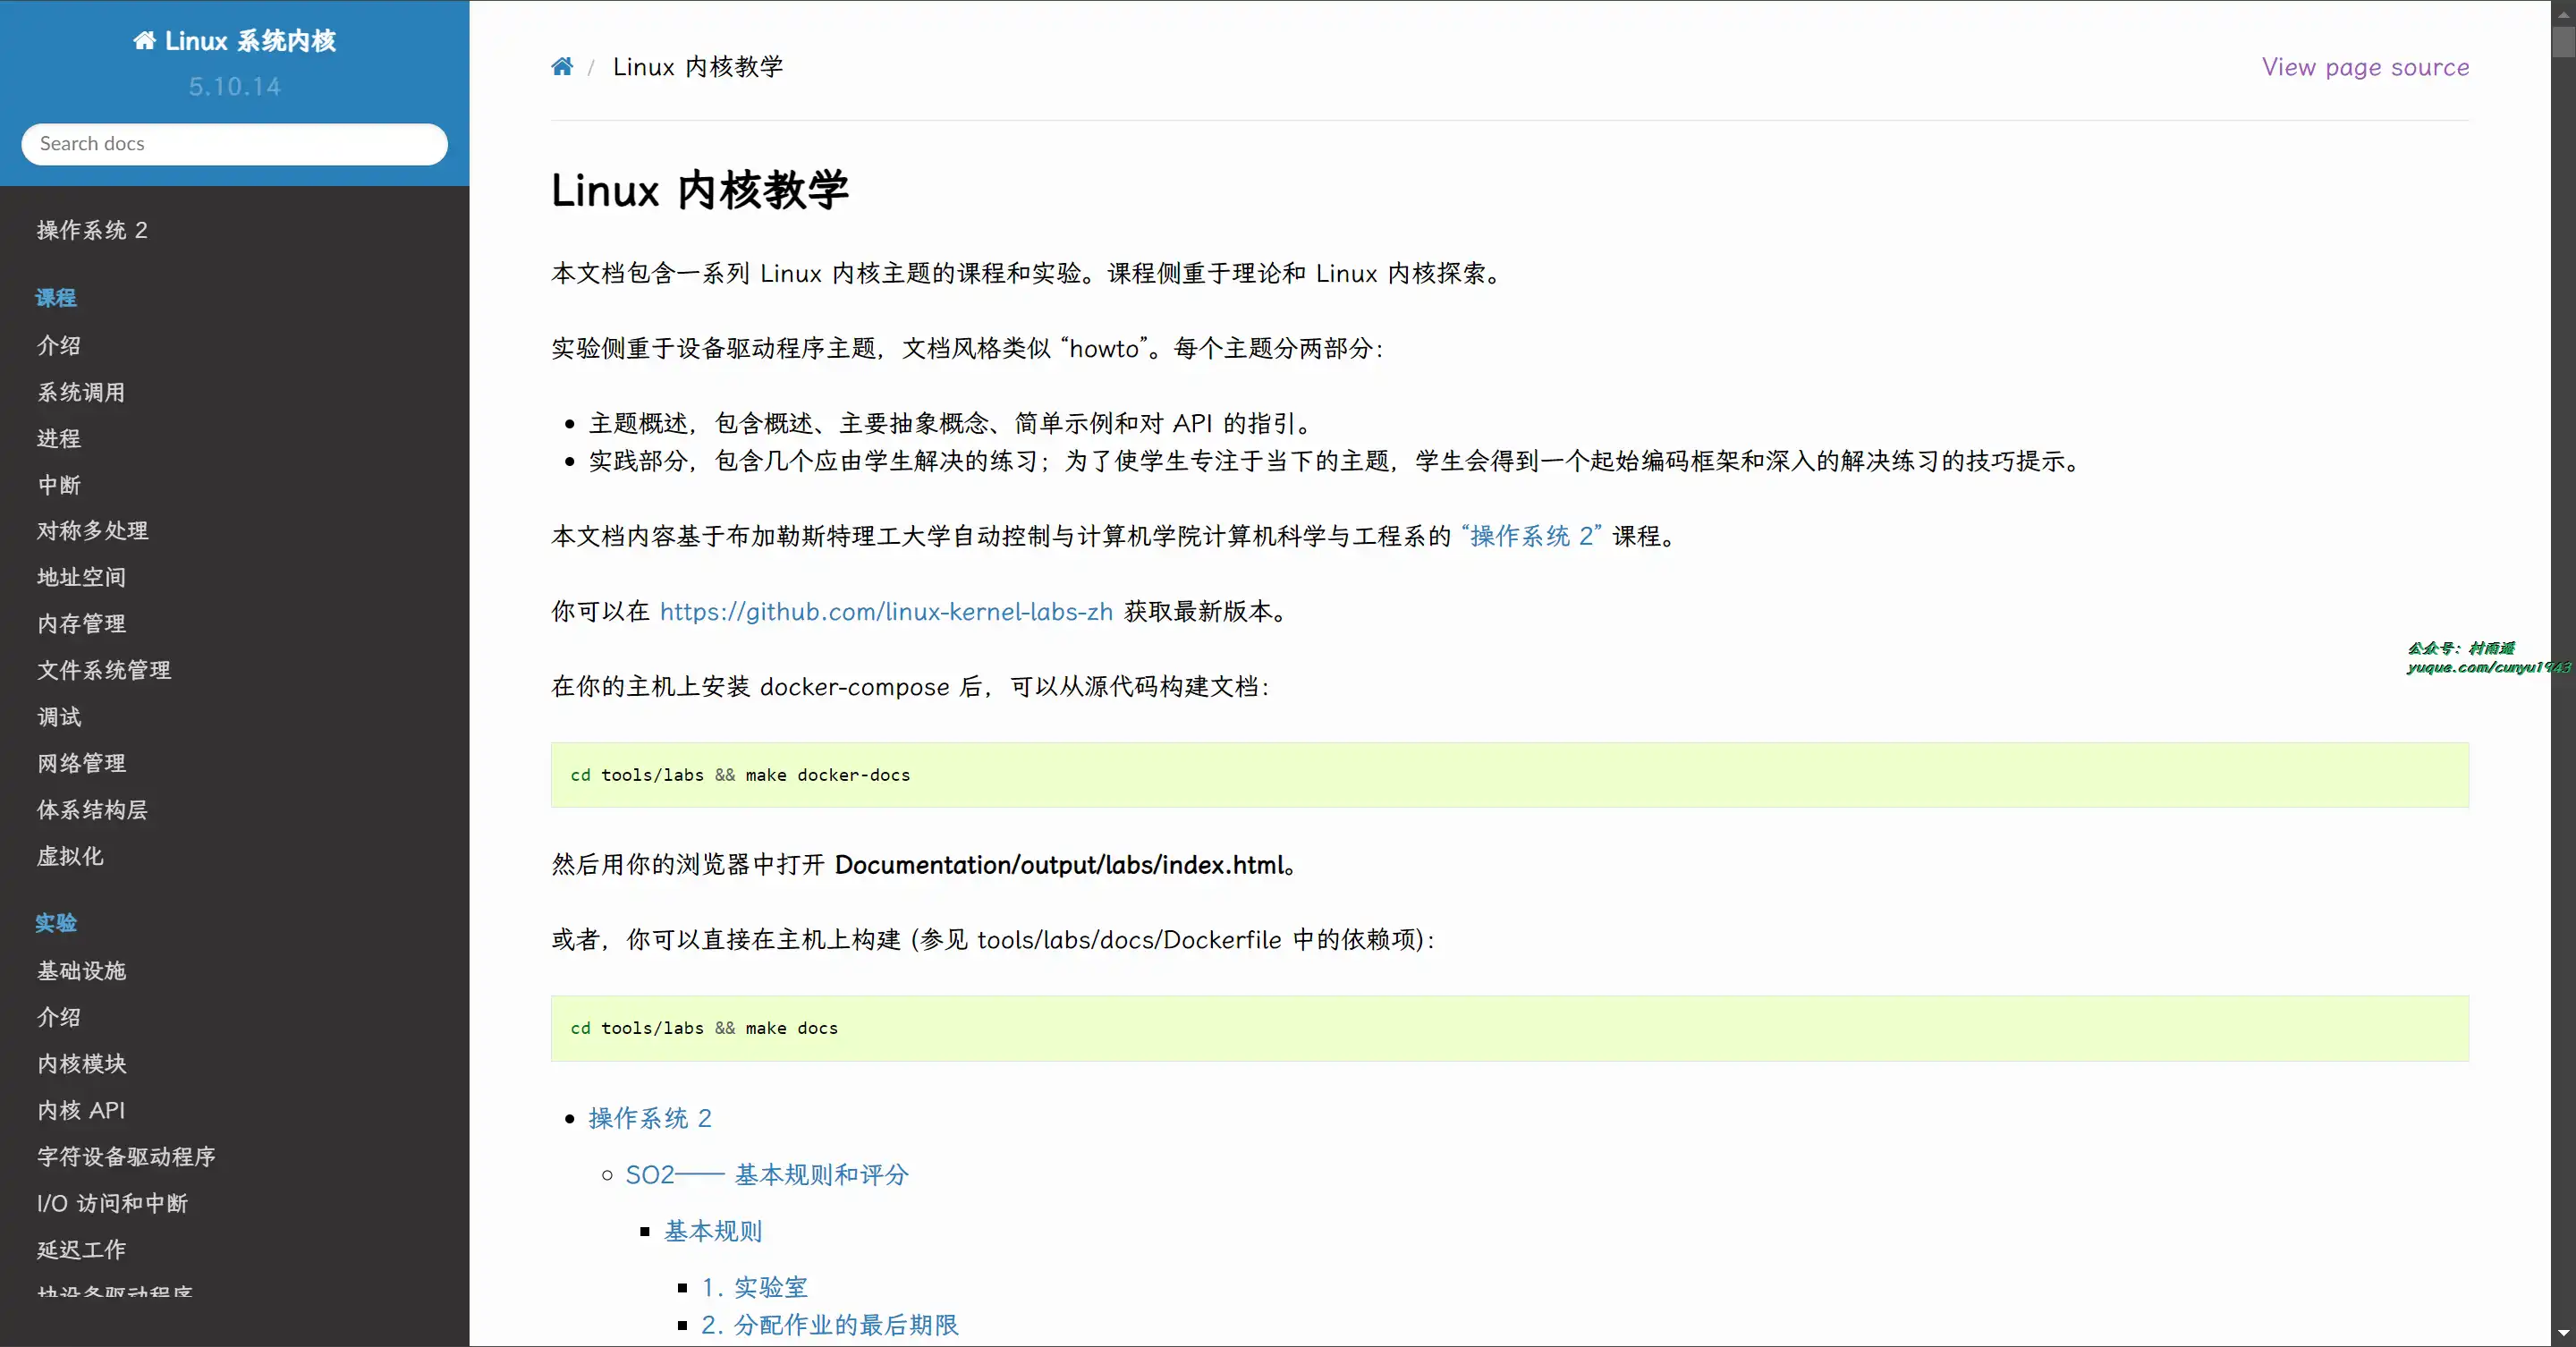 Linux 系统内核
5.10.14
Search docs
操作系统 2
课程
介绍
系统调用
进程
中断
对称多处理
地址空间
内存管理
文件系统管理
调试
网络管理
体系结构层
虚拟化
实验
基础设施
介绍
内核模块
内核 API
字符设备驱动程序
I/O 访问和中断
延迟工作
块设备驱动程序
/ Linux 内核教学
View page source
Linux 内核教学
本文档包含一系列 Linux 内核主题的课程和实验。课程侧重于理论和 Linux 内核探索。
实验侧重于设备驱动程序主题，文档风格类似 “howto”。每个主题分两部分：
• 主题概述，包含概述、主要抽象概念、简单示例和对 API 的指引。
• 实践部分，包含几个应由学生解决的练习；为了使学生专注于当下的主题，学生会得到一个起始编码框架和深入的解决练习的技巧提示。
本文档内容基于布加勒斯特理工大学自动控制与计算机学院计算机科学与工程系的 “操作系统 2” 课程。
你可以在 https://github.com/linux-kernel-labs-zh 获取最新版本。
在你的主机上安装 docker-compose 后，可以从源代码构建文档：
cd tools/labs && make docker-docs
然后用你的浏览器中打开 Documentation/output/labs/index.html。
或者，你可以直接在主机上构建 (参见 tools/labs/docs/Dockerfile 中的依赖项)：
cd tools/labs && make docs
• 操作系统 2
○ SO2—— 基本规则和评分
▪ 基本规则
▪ 1. 实验室
▪ 2. 分配作业的最后期限
公众号：村雨遥
yuque.com/cunyu1943